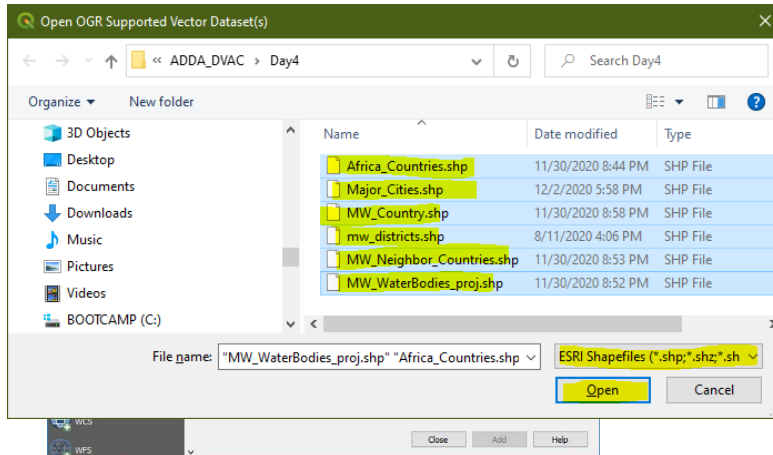 Open OGR Supported Vector Dataset(s)
« ADDA_DVAC > Day4
Search Day4
Organize
New folder
3D Objects
Desktop
Documents
Downloads
Music
Pictures
Videos
BOOTCAMP (C:)
Name Date modified Type
Africa_Countries.shp 11/30/2020 8:44 PM SHP File
Major_Cities.shp 12/2/2020 5:58 PM SHP File
MW_Country.shp 11/30/2020 8:58 PM SHP File
mw_districts.shp 8/11/2020 4:06 PM SHP File
MW_Neighbor_Countries.shp 11/30/2020 8:53 PM SHP File
MW_WaterBodies_proj.shp 11/30/2020 8:52 PM SHP File
File name: "MW_WaterBodies_proj.shp" "Africa_Countries.shp
ESRI Shapefiles (*.shp;*.shz;*.sh
Open Cancel
WCS
WFS
Close Add Help